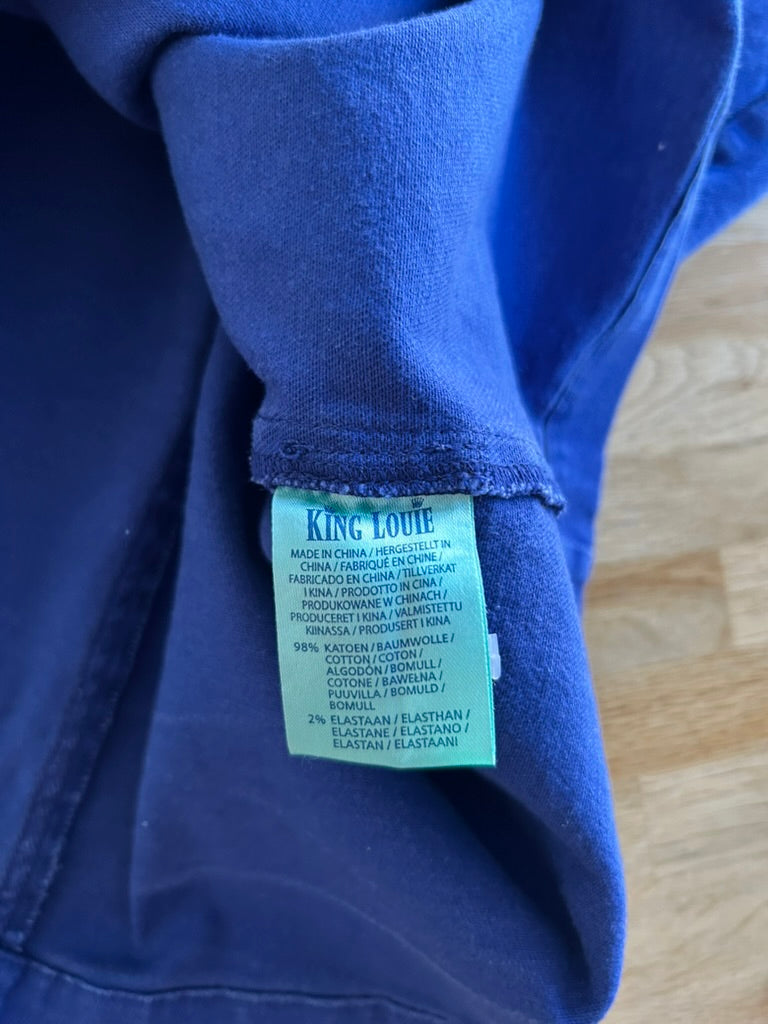 KING LOUIE
MADE IN CHINA / HERGESTELLT IN
CHINA / FABRIQUÉ EN CHINE /
FABRICADO EN CHINA / TILLVERKAT
I KINA / PRODOTTO IN CINA /
PRODUKOWANE W CHINACH /
PRODUCERET I KINA / VALMISTETTU
KIINASSA / PRODUSERT I KINA
98% KATOEN / BAUMWOLLE /
COTTON / COTON /
ALGODÓN / BOMULL /
COTONE / BAWEŁNA /
PUUVILLA / BOMULD /
BOMULL
2% ELASTAAN / ELASTHAN /
ELASTANE / ELASTANO /
ELASTAN / ELASTAANI